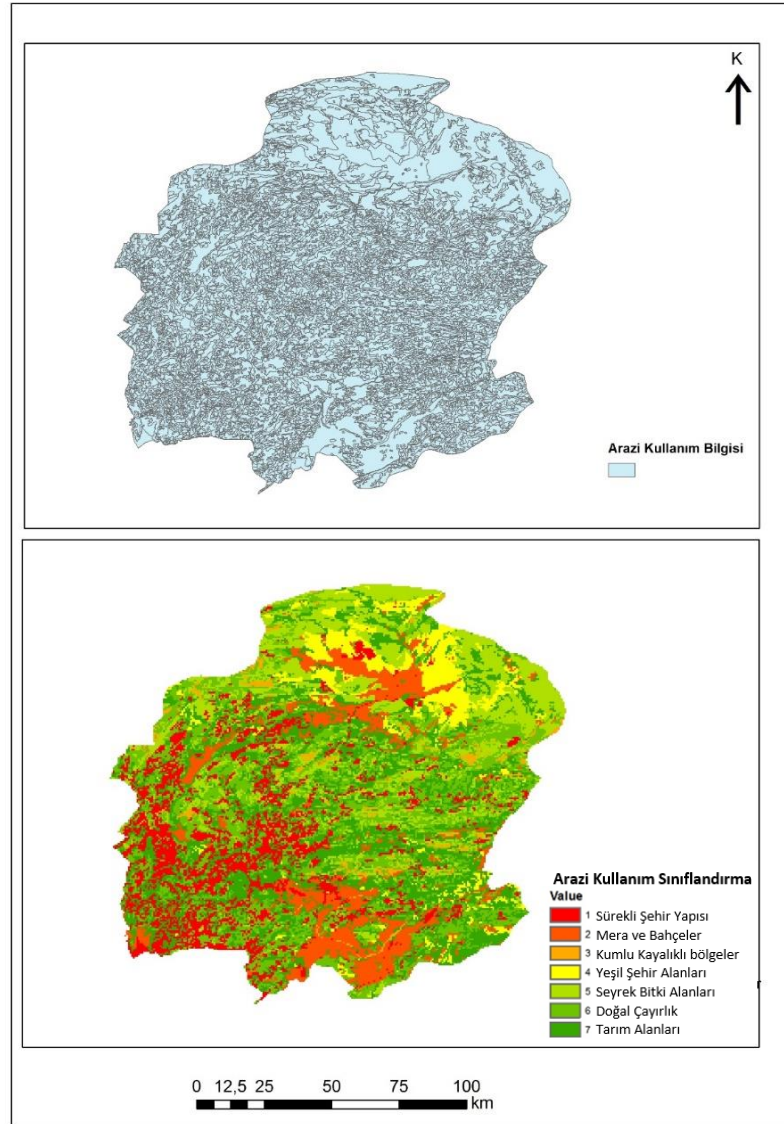 K
Arazi Kullanım Bilgisi
Arazi Kullanım Sınıflandırma
Value
1 Sürekli Şehir Yapısı
2 Mera ve Bahçeler
3 Kumlu Kayalıklı bölgeler
4 Yeşil Şehir Alanları
5 Seyrek Bitki Alanları
6 Doğal Çayırlık
7 Tarım Alanları
r
0 12,5 25 50 75 100
km